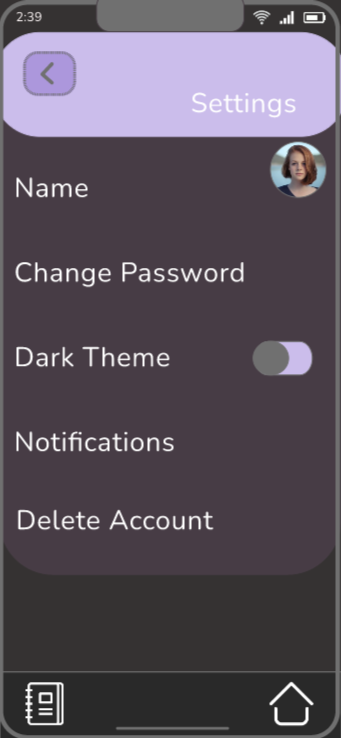 2:39
Settings
Name
Change Password
Dark Theme
Notifications
Delete Account